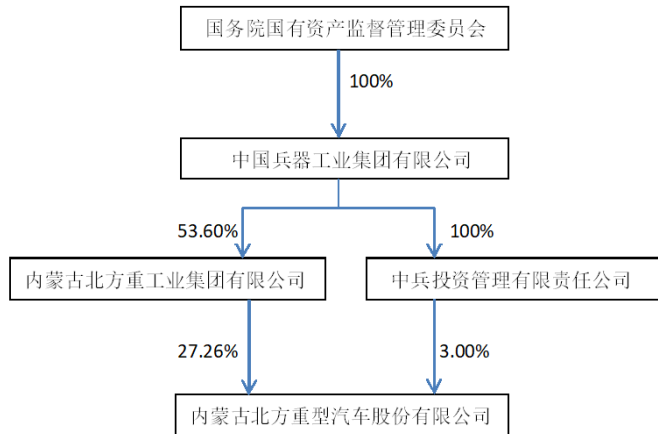 国务院国有资产监督管理委员会
100%
中国兵器工业集团有限公司
53.60%
100%
内蒙古北方重工业集团有限公司
中兵投资管理有限责任公司
27.26%
3.00%
内蒙古北方重型汽车股份有限公司